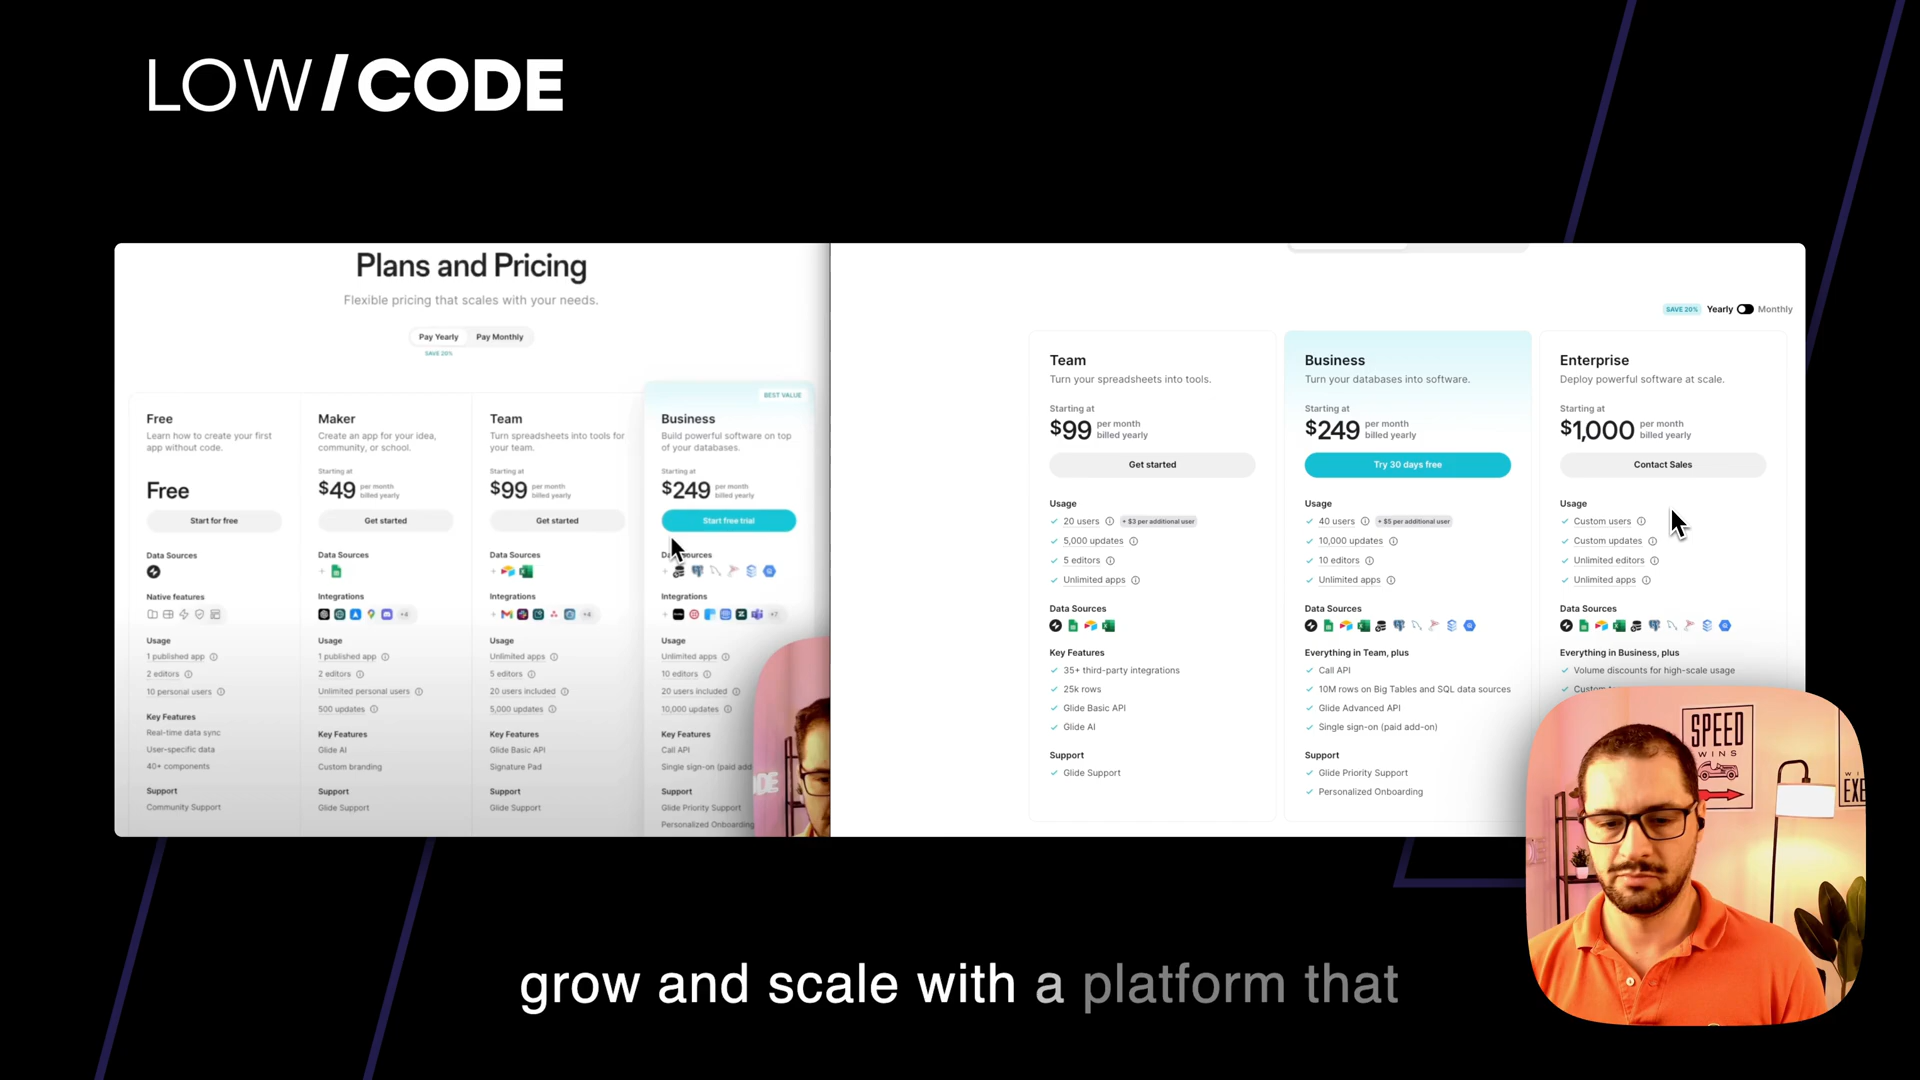 LOW/CODE
Plans and Pricing
Flexible pricing that scales with your needs.
Pay Yearly
Pay Monthly
SAVE 20%
Free
Learn how to create your first
app without code.
Free
Start for free
Data Sources
Native features
Usage
1 published app
2 editors
10 personal users
Key Features
Real-time data sync
User-specific data
40+ components
Support
Community Support
Maker
Create an app for your idea,
community, or school.
Starting at
$49 per month
billed yearly
Get started
Data Sources
+
Integrations
+4
Usage
1 published app
2 editors
Unlimited personal users
500 updates
Key Features
Glide AI
Custom branding
Support
Glide Support
Team
Turn spreadsheets into tools for
your team.
Starting at
$99 per month
billed yearly
Get started
Data Sources
+
Integrations
+
+4
Usage
Unlimited apps
5 editors
20 users included
5,000 updates
Key Features
Glide Basic API
Signature Pad
Support
Glide Support
BEST VALUE
Business
Build powerful software on top
of your databases.
Starting at
$249 per month
billed yearly
Start free trial
+
Integrations
+
+7
Usage
Unlimited apps
10 editors
20 users included
10,000 updates
Key Features
Call API
Single sign-on (paid add
Support
Glide Priority Support
Personalized Onboarding
SAVE 20%
Yearly
Monthly
Team
Turn your spreadsheets into tools.
Starting at
$99 per month
billed yearly
Get started
Usage
20 users + $3 per additional user
5,000 updates
5 editors
Unlimited apps
Data Sources
Key Features
35+ third-party integrations
25k rows
Glide Basic API
Glide AI
Support
Glide Support
Business
Turn your databases into software.
Starting at
$249 per month
billed yearly
Try 30 days free
Usage
40 users + $5 per additional user
10,000 updates
10 editors
Unlimited apps
Data Sources
Everything in Team, plus
Call API
10M rows on Big Tables and SQL data sources
Glide Advanced API
Single sign-on (paid add-on)
Support
Glide Priority Support
Personalized Onboarding
Enterprise
Deploy powerful software at scale.
Starting at
$1,000 per month
billed yearly
Contact Sales
Usage
Custom users
Custom updates
Unlimited editors
Unlimited apps
Data Sources
Everything in Business, plus
Volume discounts for high-scale usage
SPEED
WINS
EXE
grow and scale with a platform that